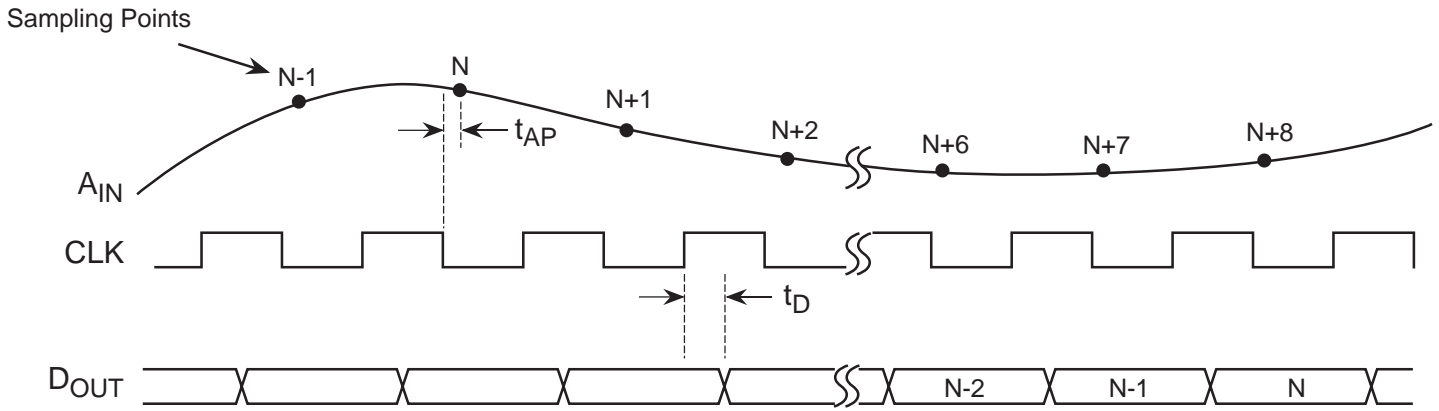 Sampling Points
N-1
N
N+1
N+2
N+6
N+7
N+8
tAP
AIN
CLK
tD
DOUT
N-2
N-1
N